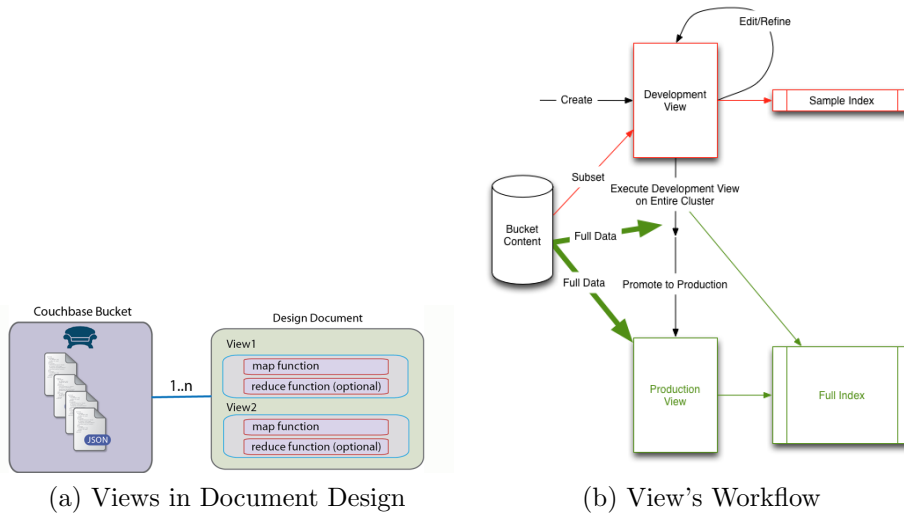 Couchbase Bucket
JSON
1..n
Design Document
View1
map function
reduce function (optional)
View2
map function
reduce function (optional)
(a) Views in Document Design
Edit/Refine
Create
Development
View
Sample Index
Subset
Execute Development View
on Entire Cluster
Bucket
Content
Full Data
Full Data
Promote to Production
Production
View
Full Index
(b) View's Workflow